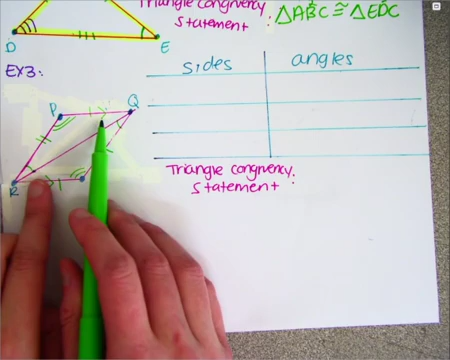 Triangle congruency
Statement : △ABC ≅ △EDC
D
E
EX3:
sides angles
P
Q
R
Triangle congruency
Statement :